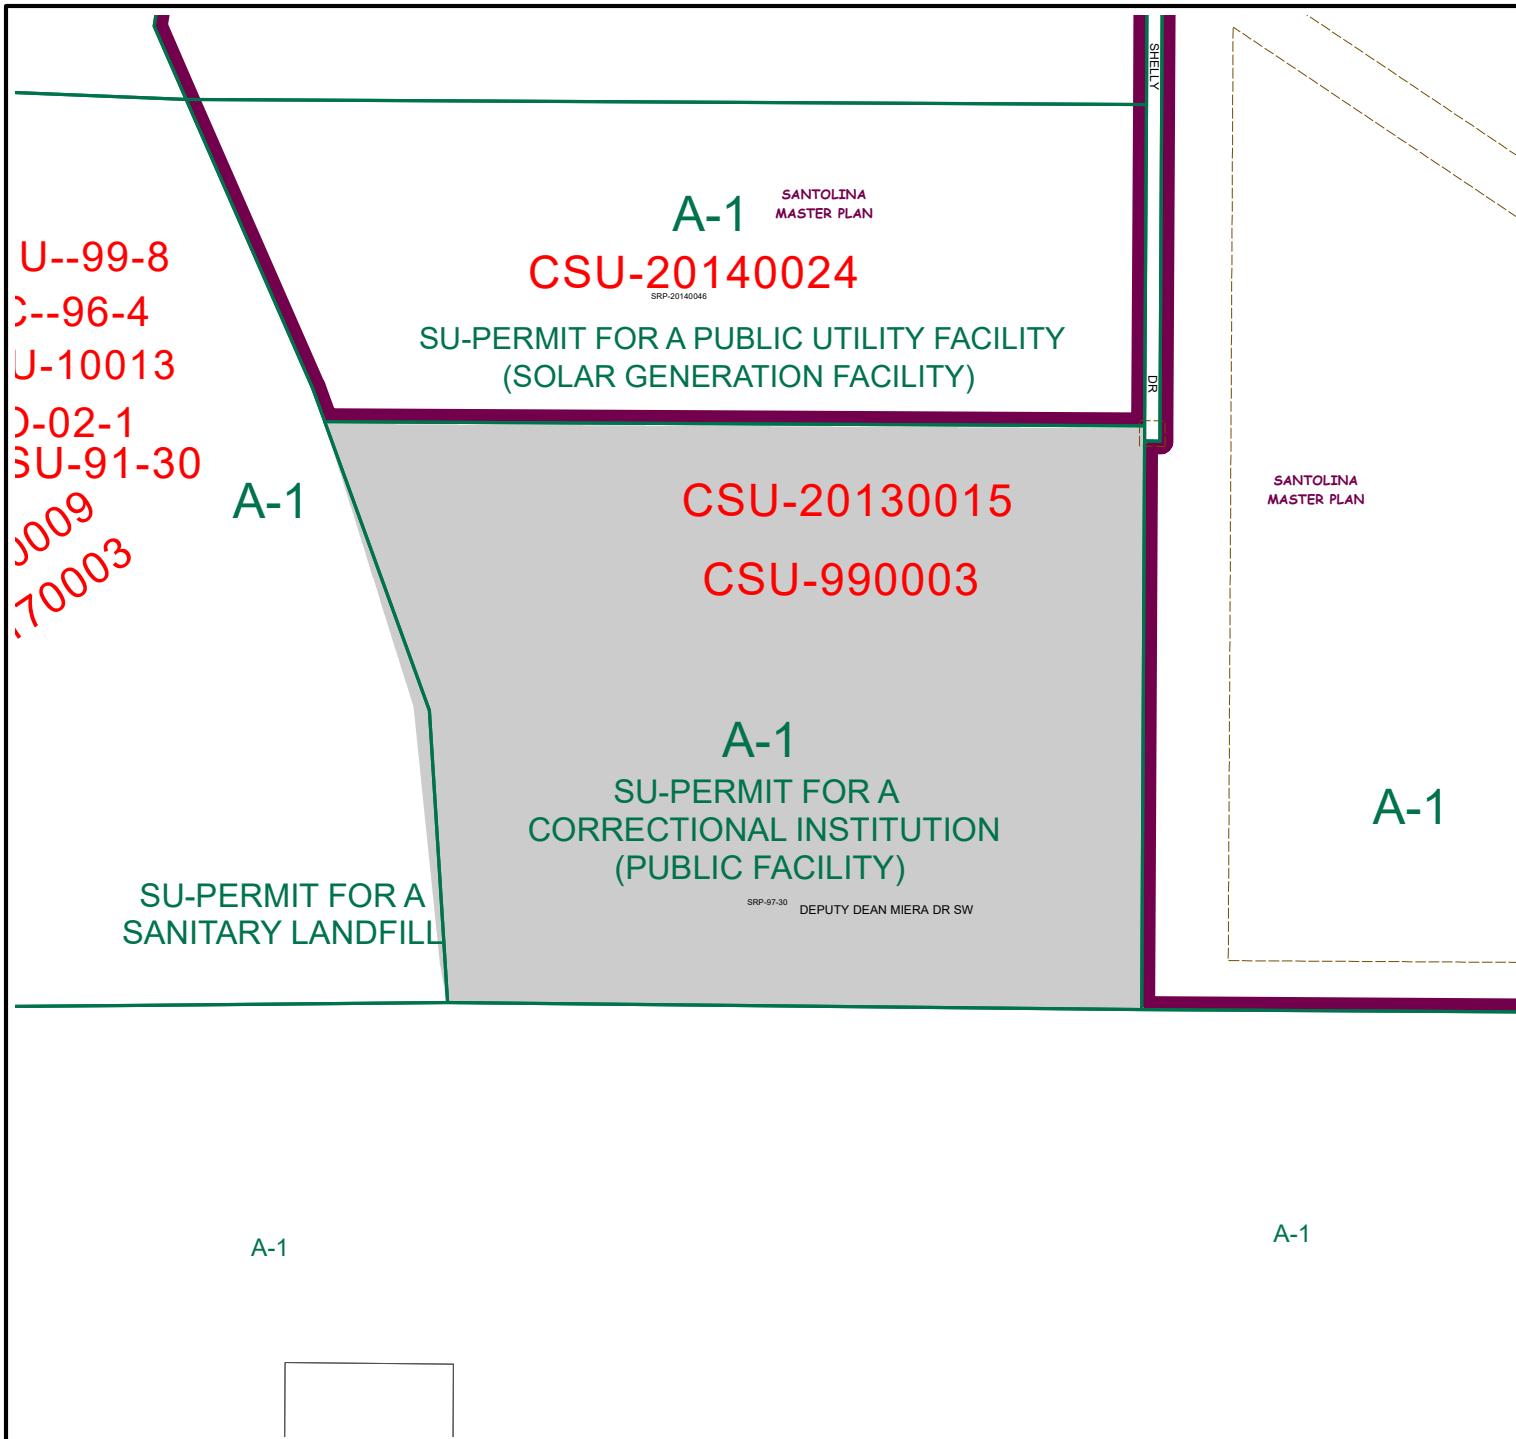 SHELLY
DR
A-1
SANTOLINA
MASTER PLAN
CSU-20140024
SRP-20140046
SU-PERMIT FOR A PUBLIC UTILITY FACILITY
(SOLAR GENERATION FACILITY)
U--99-8
--96-4
U-10013
-02-1
SU-91-30
0009
70003
A-1
CSU-20130015
CSU-990003
SANTOLINA
MASTER PLAN
A-1
SU-PERMIT FOR A
CORRECTIONAL INSTITUTION
(PUBLIC FACILITY)
SRP-97-30
DEPUTY DEAN MIERA DR SW
A-1
SU-PERMIT FOR A
SANITARY LANDFILL
A-1
A-1